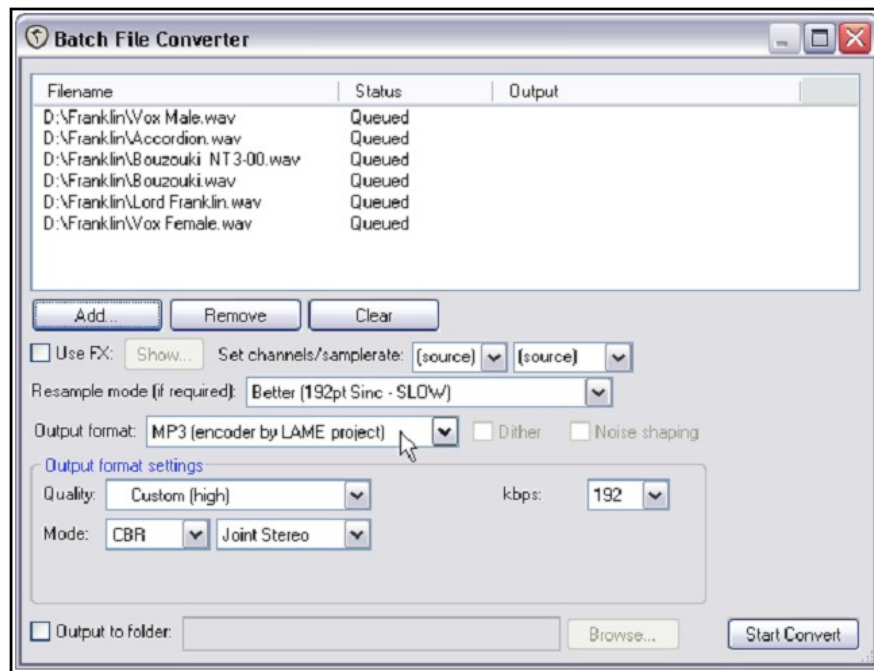 Batch File Converter
Filename Status Output
D:\Franklin\Vox Male.wav Queued
D:\Franklin\Accordion.wav Queued
D:\Franklin\Bouzouki NT3-00.wav Queued
D:\Franklin\Bouzouki.wav Queued
D:\Franklin\Lord Franklin.wav Queued
D:\Franklin\Vox Female.wav Queued
Add... Remove Clear
Use FX: Show... Set channels/samplerate: (source) (source)
Resample mode (if required): Better (192pt Sinc - SLOW)
Output format: MP3 (encoder by LAME project) Dither Noise shaping
Output format settings
Quality: Custom (high) kbps: 192
Mode: CBR Joint Stereo
Output to folder: Browse... Start Convert